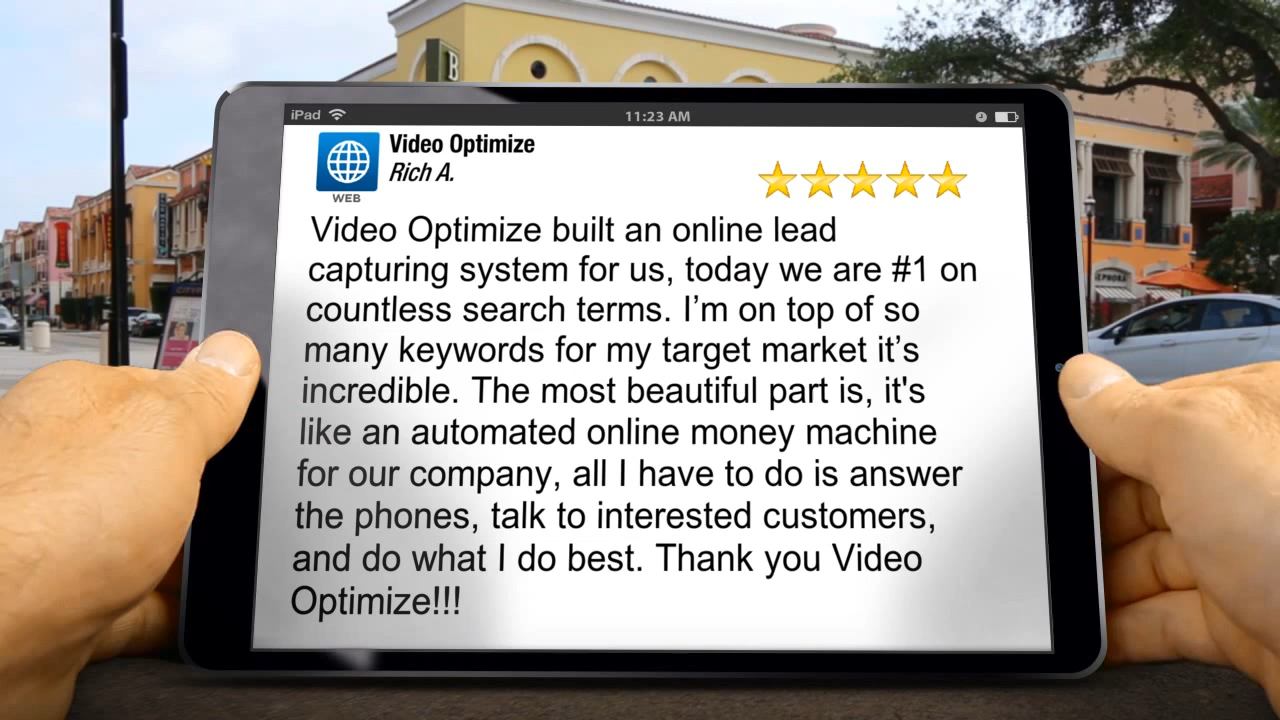 B
iPad 11:23 AM
Video Optimize
Rich A.
WEB
Video Optimize built an online lead
capturing system for us, today we are #1 on
countless search terms. I’m on top of so
many keywords for my target market it’s
incredible. The most beautiful part is, it's
like an automated online money machine
for our company, all I have to do is answer
the phones, talk to interested customers,
and do what I do best. Thank you Video
Optimize!!!
SEPHORA